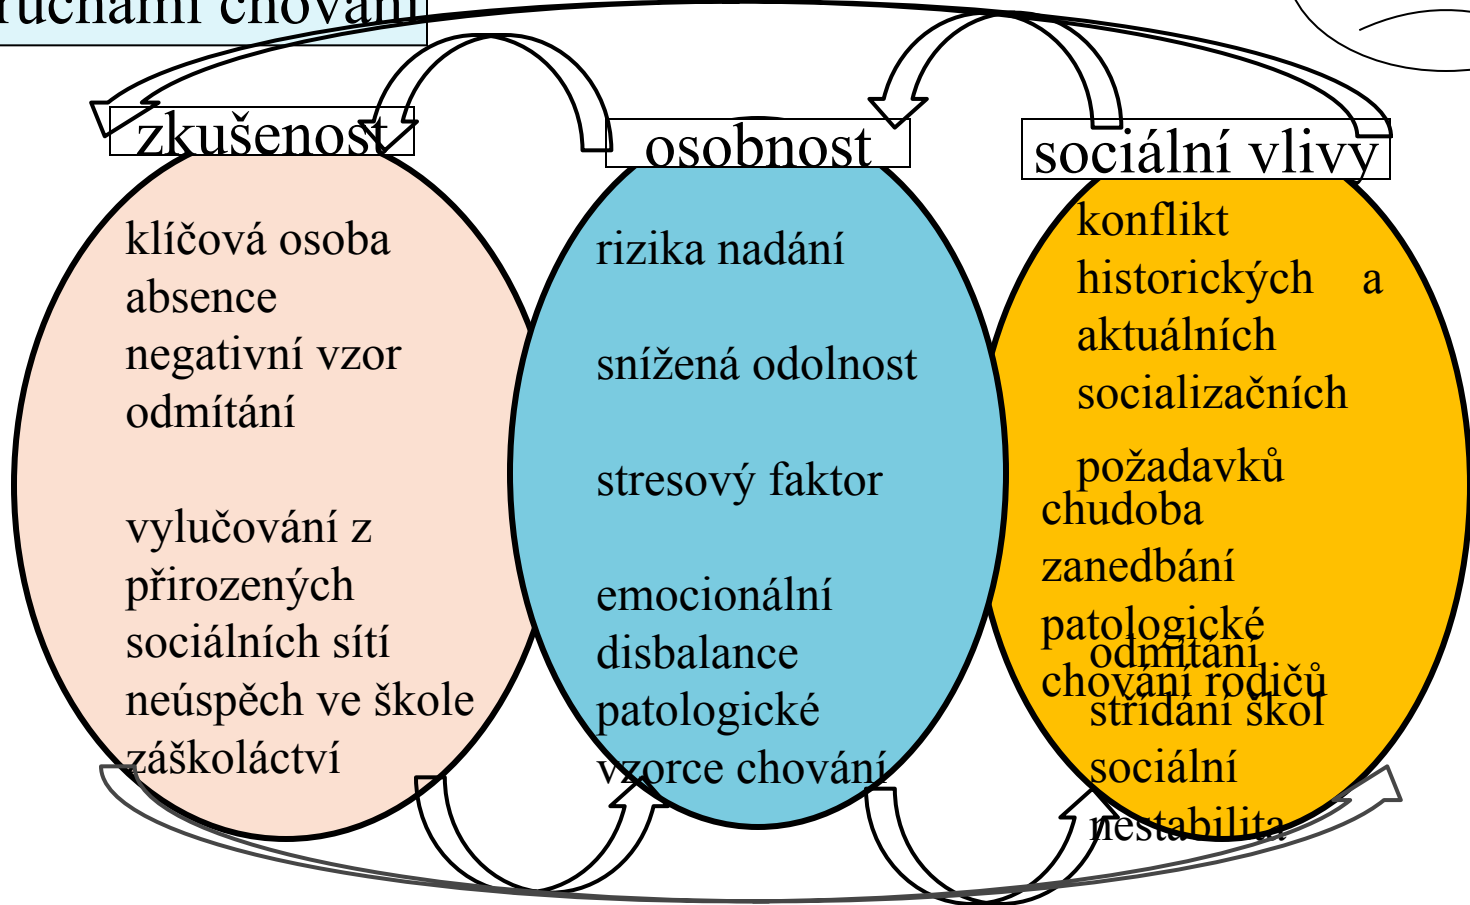 ruchami chování
zkušenost
klíčová osoba
absence
negativní vzor
odmítání
vylučování z
přirozených
sociálních sítí
neúspěch ve škole
záškoláctví
osobnost
rizika nadání
snížená odolnost
stresový faktor
emocionální
disbalance
patologické
vzorce chování
sociální vlivy
konflikt
historických a
aktuálních
socializačních
požadavků
chudoba
zanedbání
patologické
chování rodičů
odmítání
střídání škol
sociální
nestabilita